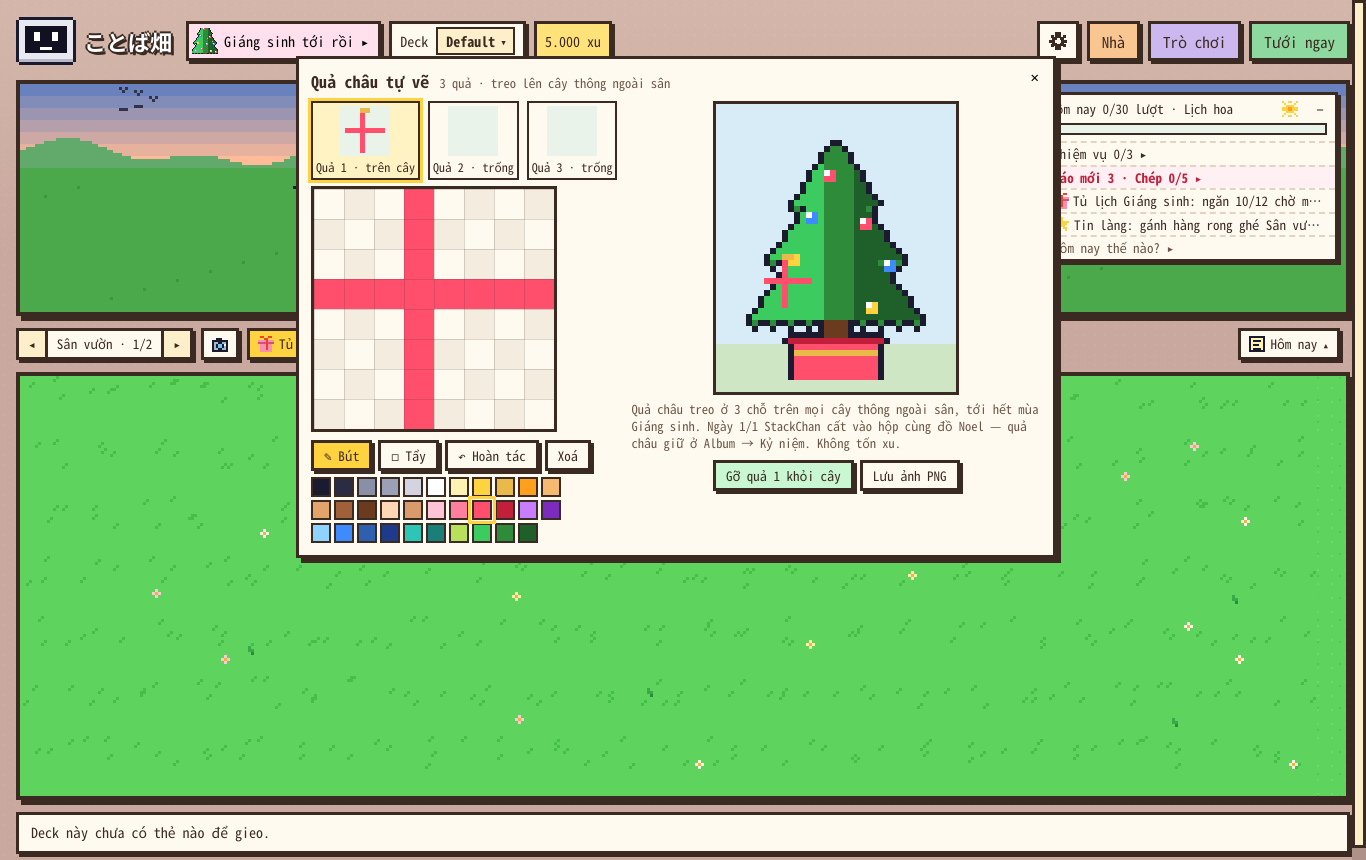 ことば畑
Giáng sinh tới rồi ▸
Deck Default ▾
5.000 xu
Nhà
Trò chơi
Tưới ngay
Quả châu tự vẽ 3 quả · treo lên cây thông ngoài sân ×
Quả 1 · trên cây
Quả 2 · trống
Quả 3 · trống
nay 0/30 lượt · Lịch hoa –
vụ 0/3 ▸
mới 3 · Chép 0/5 ▸
Tủ lịch Giáng sinh: ngăn 10/12 chờ m⋯
Tin làng: gánh hàng rong ghé Sân vư⋯
nay thế nào? ▸
◂ Sân vườn · 1/2 ▸
Tủ
Hôm nay ▴
Quả châu treo ở 3 chỗ trên mọi cây thông ngoài sân, tới hết mùa
Giáng sinh. Ngày 1/1 StackChan cất vào hộp cùng đồ Noel — quả
châu giữ ở Album → Kỷ niệm. Không tốn xu.
✎ Bút
◻ Tẩy
↶ Hoàn tác
Xoá
Gỡ quả 1 khỏi cây
Lưu ảnh PNG
Deck này chưa có thẻ nào để gieo.